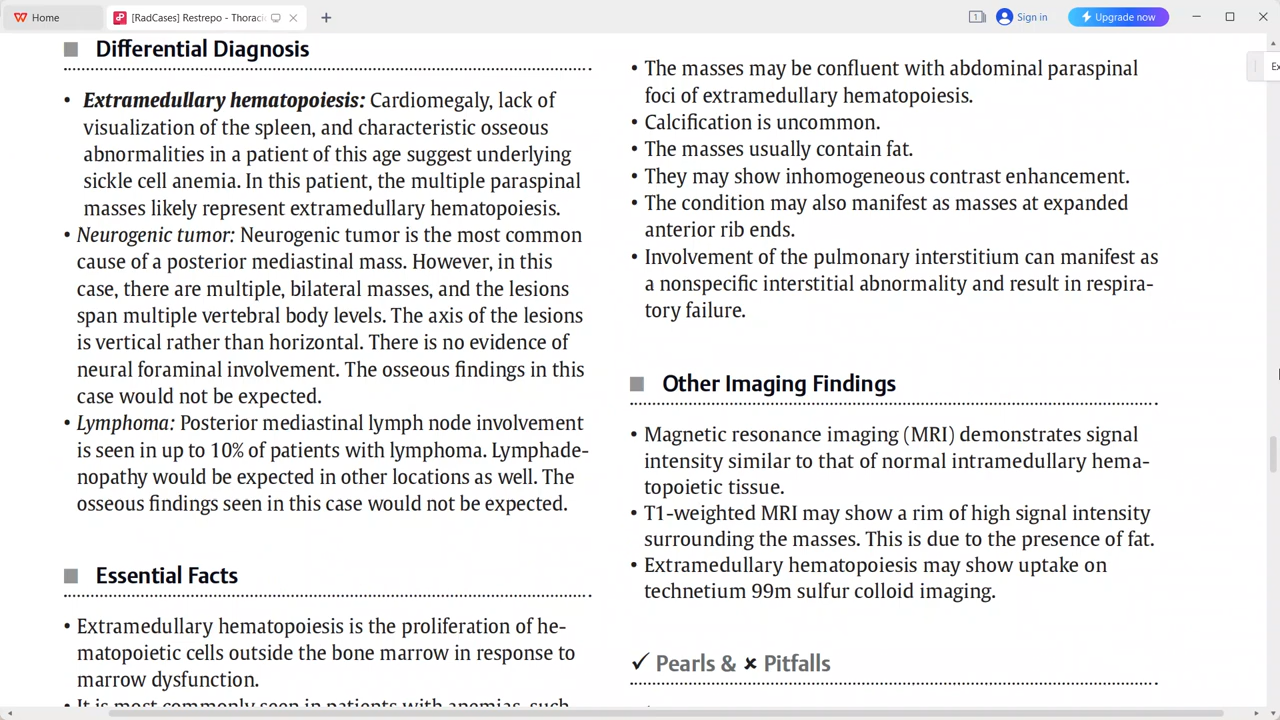 Home
[RadCases] Restrepo - Thoraci
1
Sign in
Upgrade now
Differential Diagnosis
• Extramedullary hematopoiesis: Cardiomegaly, lack of
visualization of the spleen, and characteristic osseous
abnormalities in a patient of this age suggest underlying
sickle cell anemia. In this patient, the multiple paraspinal
masses likely represent extramedullary hematopoiesis.
• Neurogenic tumor: Neurogenic tumor is the most common
cause of a posterior mediastinal mass. However, in this
case, there are multiple, bilateral masses, and the lesions
span multiple vertebral body levels. The axis of the lesions
is vertical rather than horizontal. There is no evidence of
neural foraminal involvement. The osseous findings in this
case would not be expected.
• Lymphoma: Posterior mediastinal lymph node involvement
is seen in up to 10% of patients with lymphoma. Lymphade-
nopathy would be expected in other locations as well. The
osseous findings seen in this case would not be expected.
Essential Facts
• Extramedullary hematopoiesis is the proliferation of he-
matopoietic cells outside the bone marrow in response to
marrow dysfunction.
• It is most commonly seen in patients with anemias, such
• The masses may be confluent with abdominal paraspinal
foci of extramedullary hematopoiesis.
• Calcification is uncommon.
• The masses usually contain fat.
• They may show inhomogeneous contrast enhancement.
• The condition may also manifest as masses at expanded
anterior rib ends.
• Involvement of the pulmonary interstitium can manifest as
a nonspecific interstitial abnormality and result in respira-
tory failure.
Other Imaging Findings
• Magnetic resonance imaging (MRI) demonstrates signal
intensity similar to that of normal intramedullary hema-
topoietic tissue.
• T1-weighted MRI may show a rim of high signal intensity
surrounding the masses. This is due to the presence of fat.
• Extramedullary hematopoiesis may show uptake on
technetium 99m sulfur colloid imaging.
✓ Pearls & ✗ Pitfalls
Ex